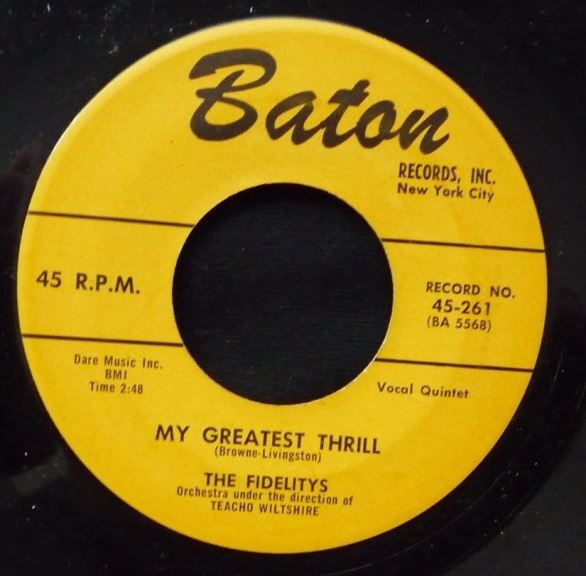 Baton
RECORDS, INC.
New York City
45 R.P.M.
RECORD NO.
45-261
(BA 5568)
Dare Music Inc.
BMI
Time 2:48
Vocal Quintet
MY GREATEST THRILL
(Browne-Livingston)
THE FIDELITYS
Orchestra under the direction of
TEACHO WILTSHIRE